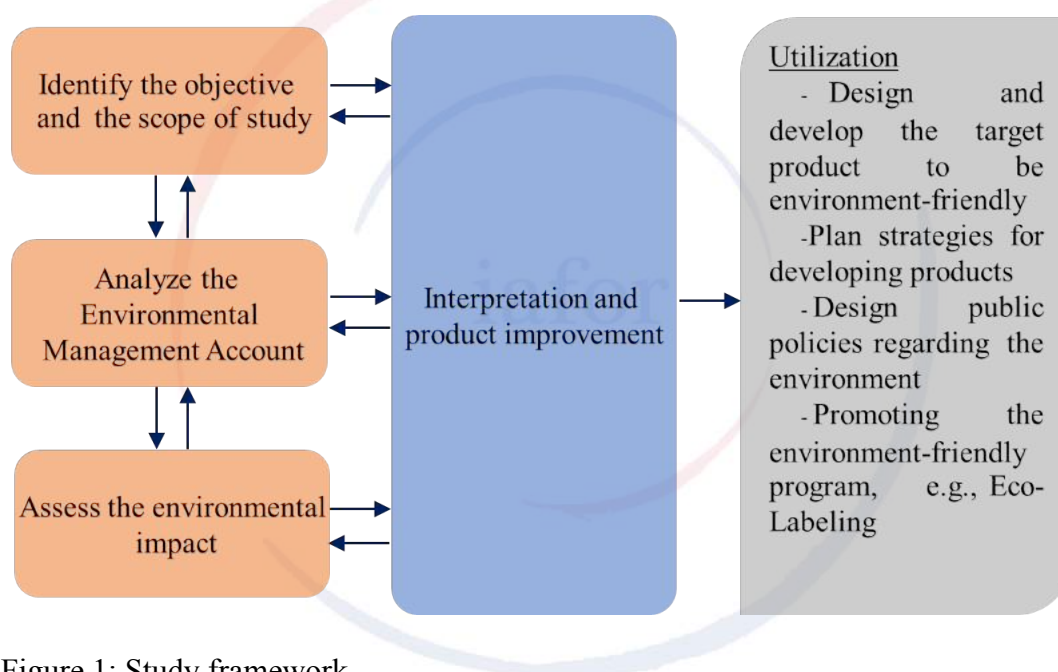 Identify the objective
and the scope of study
Analyze the
Environmental
Management Account
Assess the environmental
impact
iafor
Interpretation and
product improvement
Utilization
- Design and
develop the target
product to be
environment-friendly
-Plan strategies for
developing products
-Design public
policies regarding the
environment
-Promoting the
environment-friendly
program, e.g., Eco-
Labeling
Figure 1: Study framework